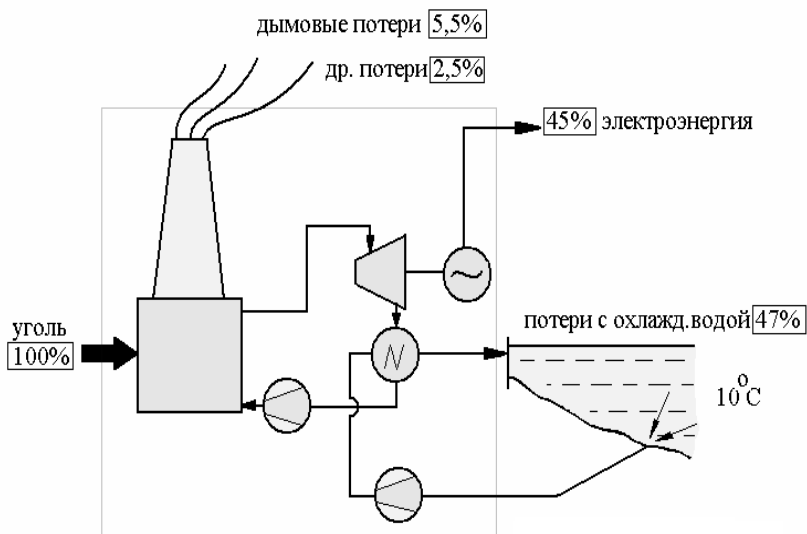 дымовые потери 5,5%
др. потери 2,5%
45% электроэнергия
потери с охлажд.водой 47%
уголь
100%
10°C